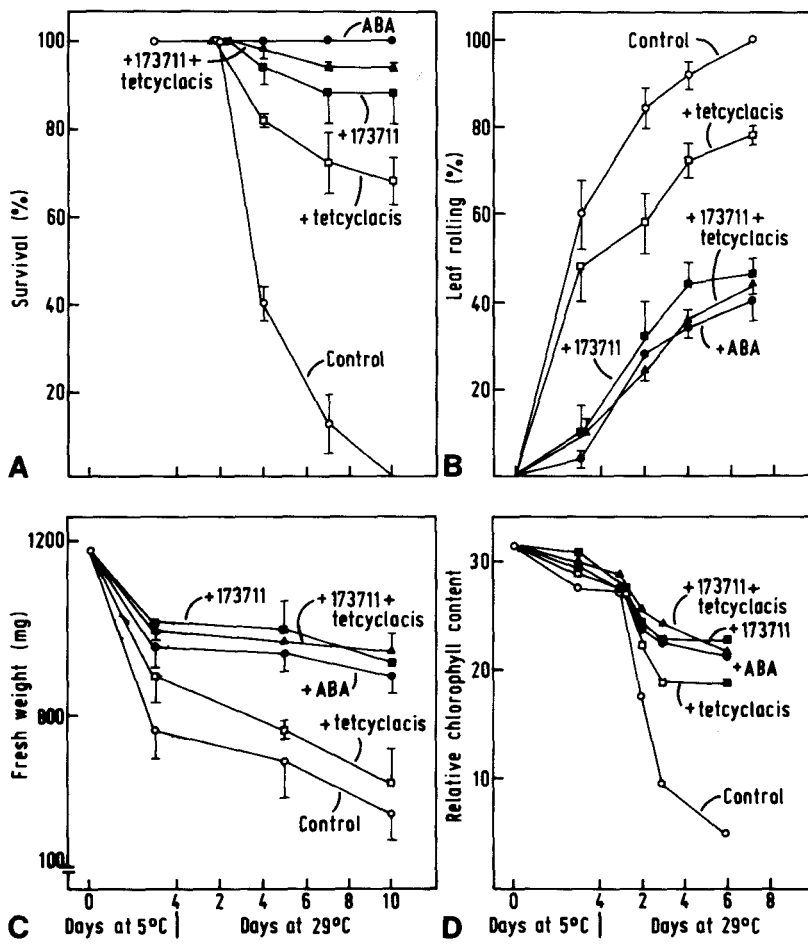 100
80
60
40
20
Survival (%)
ABA
+173711+
tetcyclacis
+173711
+tetcyclacis
Control
A
100
80
60
40
20
Leaf rolling (%)
Control
+tetcyclacis
+173711+
tetcyclacis
+173711
+ABA
B
1200
800
100
Fresh weight (mg)
+173711
+173711+
tetcyclacis
+ABA
+tetcyclacis
Control
0 4 2 4 6 8 10
C
Days at 5°C
Days at 29°C
30
20
10
Relative chlorophyll content
+173711+
tetcyclacis
+173711
+ABA
+tetcyclacis
Control
0 4 2 4 6 8
D
Days at 5°C
Days at 29°C